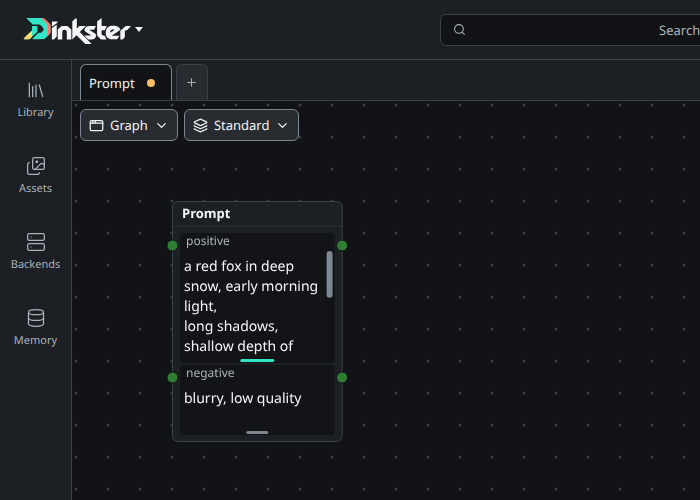 Dinkster
Search
Prompt
+
Graph
Standard
Library
Assets
Backends
Memory
Prompt
positive
a red fox in deep
snow, early morning
light,
long shadows,
shallow depth of
negative
blurry, low quality